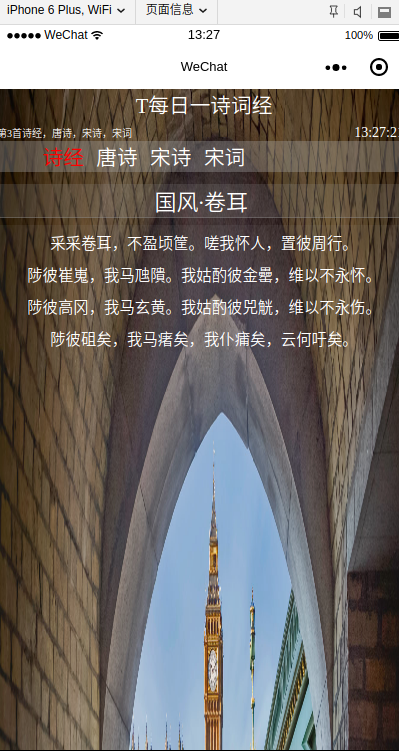 iPhone 6 Plus, WiFi 页面信息
WeChat 13:27 100%
WeChat
T每日一诗词经
第3首诗经，唐诗，宋诗，宋词 13:27:21
诗经 唐诗 宋诗 宋词
国风·卷耳
采采卷耳，不盈顷筐。嗟我怀人，置彼周行。
陟彼崔嵬，我马虺隤。我姑酌彼金罍，维以不永怀。
陟彼高冈，我马玄黄。我姑酌彼兕觥，维以不永伤。
陟彼砠矣，我马瘏矣，我仆痡矣，云何吁矣。